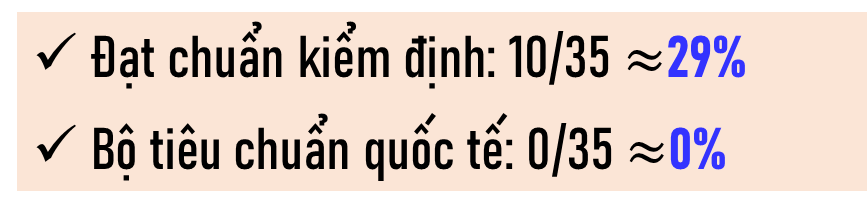 ✓ Đạt chuẩn kiểm định: 10/35 ≈29%
✓ Bộ tiêu chuẩn quốc tế: 0/35 ≈0%